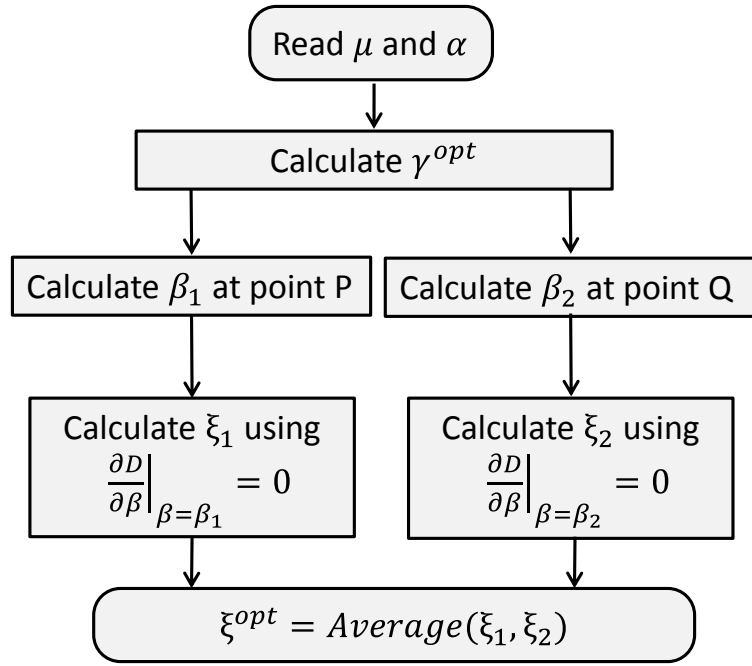 Read μ and α
Calculate γ^opt
Calculate β₁ at point P
Calculate β₂ at point Q
Calculate ξ₁ using
∂D/∂β|β=β₁ = 0
Calculate ξ₂ using
∂D/∂β|β=β₂ = 0
ξ^opt = Average(ξ₁, ξ₂)